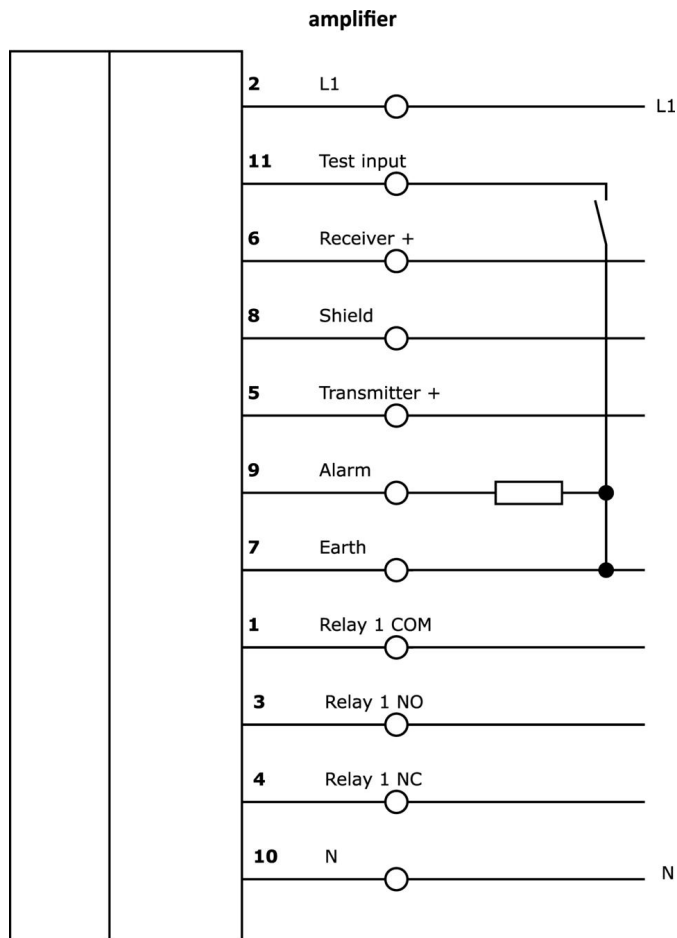 amplifier
2 L1
L1
11 Test input
6 Receiver +
8 Shield
5 Transmitter +
9 Alarm
7 Earth
1 Relay 1 COM
3 Relay 1 NO
4 Relay 1 NC
10 N
N